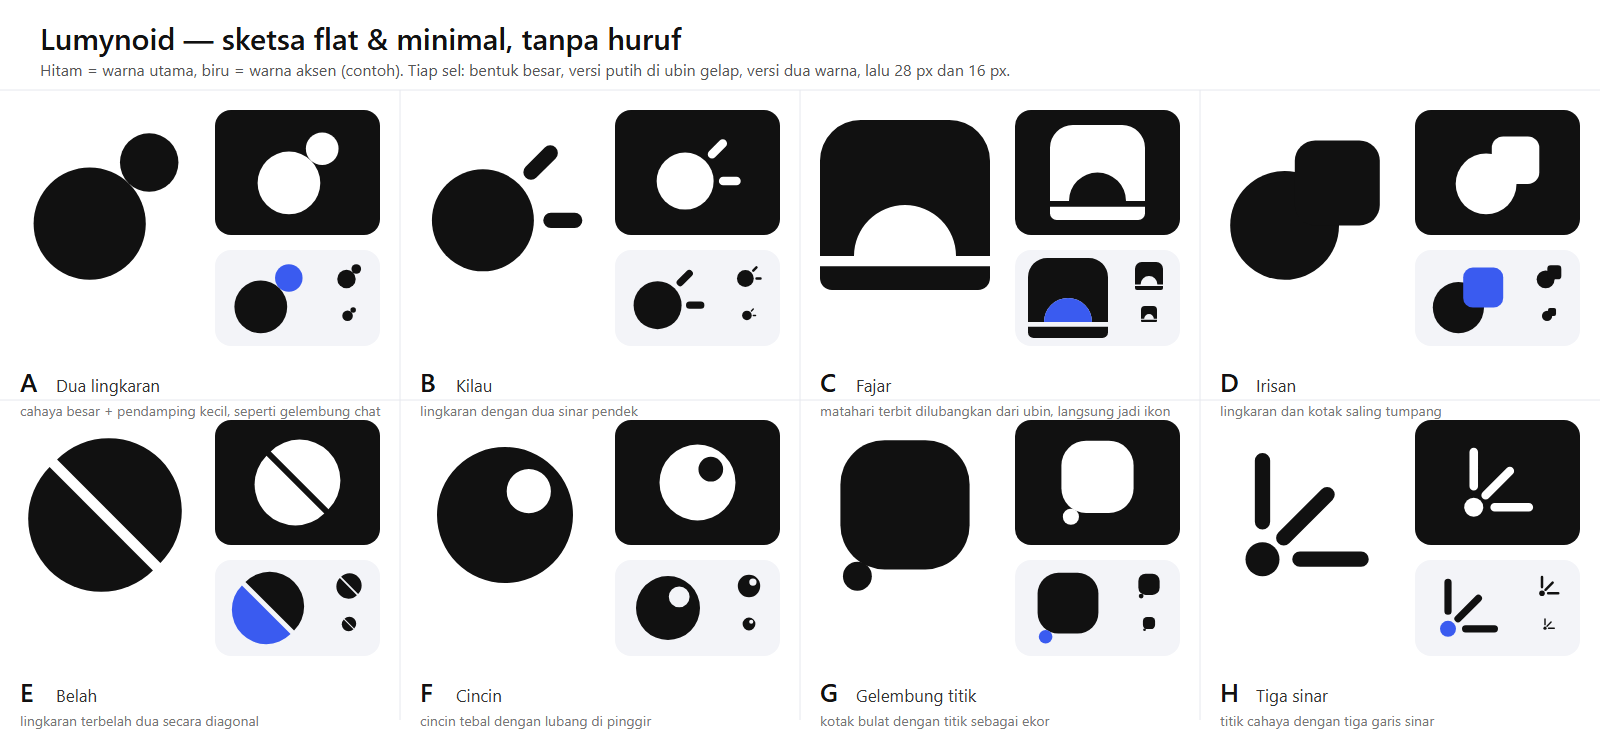 Lumynoid — sketsa flat & minimal, tanpa huruf
Hitam = warna utama, biru = warna aksen (contoh). Tiap sel: bentuk besar, versi putih di ubin gelap, versi dua warna, lalu 28 px dan 16 px.
A Dua lingkaran
cahaya besar + pendamping kecil, seperti gelembung chat
B Kilau
lingkaran dengan dua sinar pendek
C Fajar
matahari terbit dilubangkan dari ubin, langsung jadi ikon
D Irisan
lingkaran dan kotak saling tumpang
E Belah
lingkaran terbelah dua secara diagonal
F Cincin
cincin tebal dengan lubang di pinggir
G Gelembung titik
kotak bulat dengan titik sebagai ekor
H Tiga sinar
titik cahaya dengan tiga garis sinar